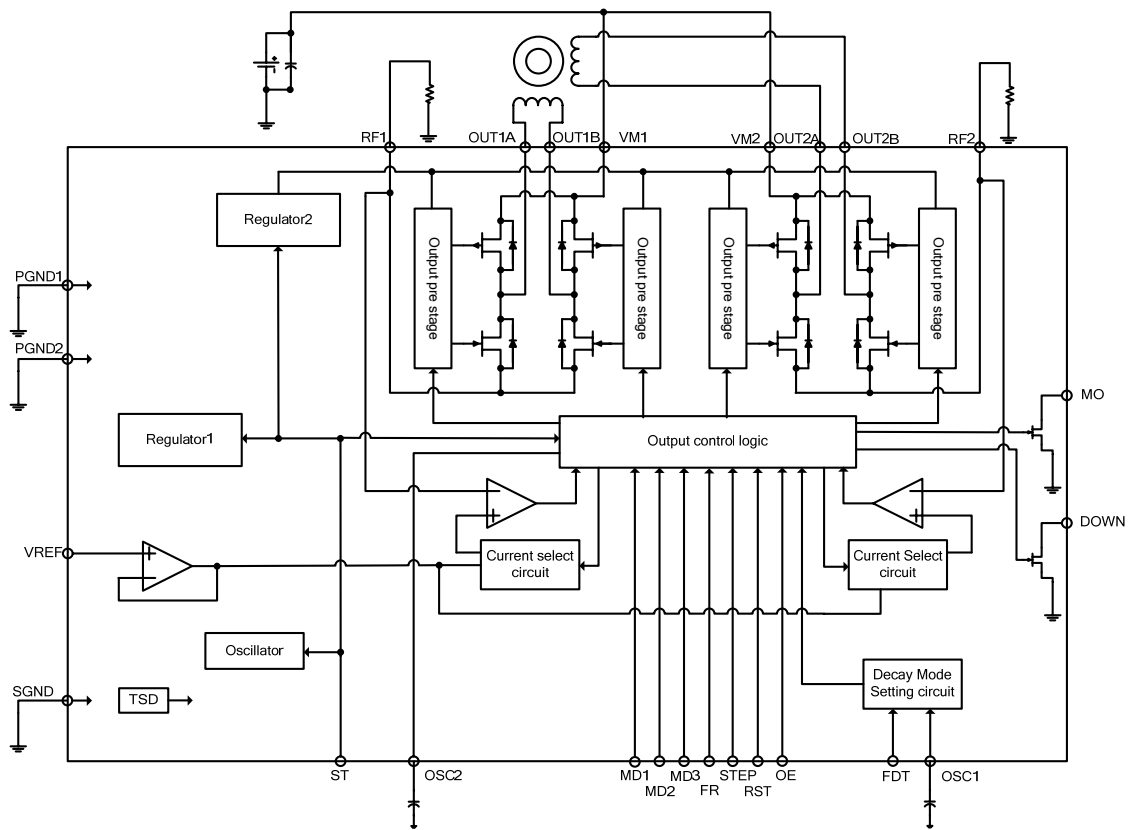 RF1
OUT1A
OUT1B
VM1
VM2
OUT2A
OUT2B
RF2
Regulator2
Output pre stage
Output pre stage
Output pre stage
Output pre stage
PGND1
PGND2
MO
Regulator1
Output control logic
DOWN
VREF
Current select
circuit
Current Select
circuit
Oscillator
Decay Mode
Setting circuit
SGND
TSD
ST
OSC2
MD1
MD2
MD3
FR
STEP
RST
OE
FDT
OSC1